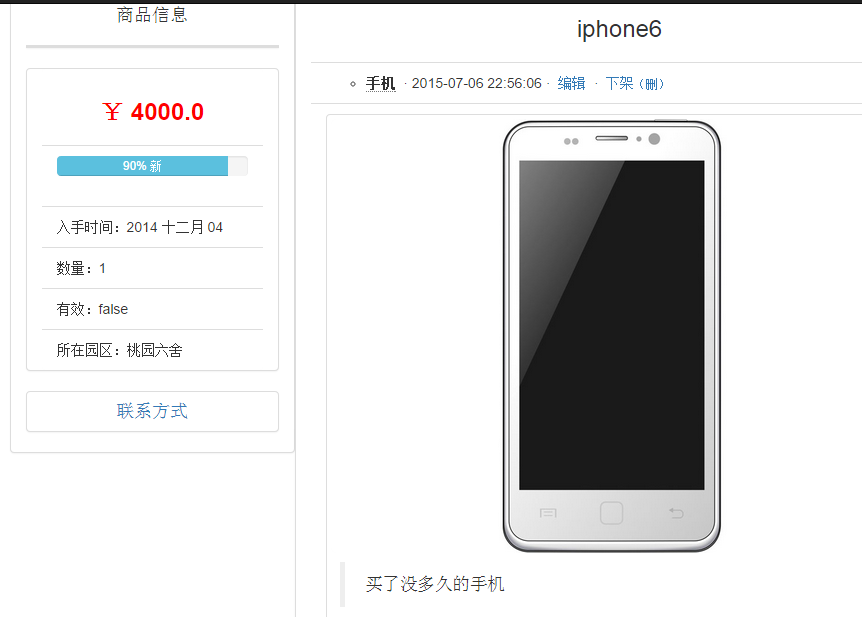 商品信息
￥ 4000.0
90% 新
入手时间：2014 十二月 04
数量：1
有效：false
所在园区：桃园六舍
联系方式
iphone6
手机 · 2015-07-06 22:56:06 · 编辑 · 下架（删）
买了没多久的手机